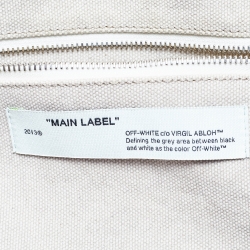 "MAIN LABEL"
2013® OFF-WHITE c/o VIRGIL ABLOH™
Defining the grey area between black
and white as the color Off-White™